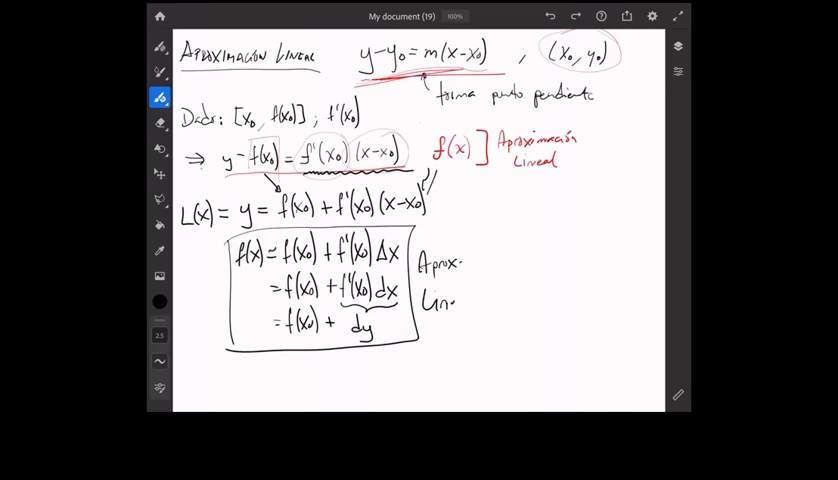 My document (19)
100%
APROXIMACIÓN LINEAL y-y₀=m(x-x₀) , (x₀, y₀)
forma punto pendiente
Dado: [x₀, f(x₀)] ; f'(x₀)
⇒ y-f(x₀) = f'(x₀) (x-x₀) f(x) ] Aproximación
Lineal
L(x) = y = f(x₀) + f'(x₀) (x-x₀)
f(x) ≈ f(x₀) + f'(x₀) Δx Aprox.
= f(x₀) + f'(x₀) dx Lin.
= f(x₀) + dy
2.5